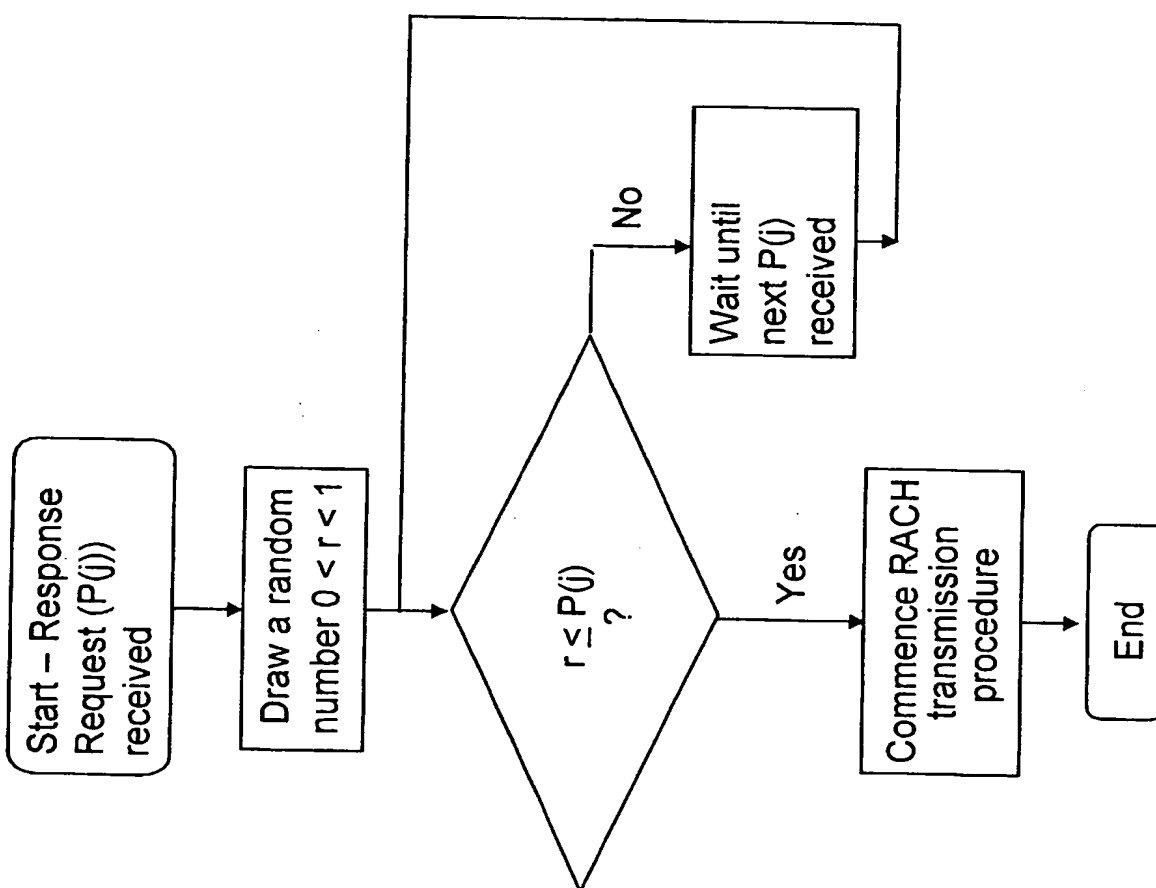 Start – Response
Request (P(j))
received
Draw a random
number 0 < r < 1
r ≤ P(j)
?
No
Wait until
next P(j)
received
Yes
Commence RACH
transmission
procedure
End